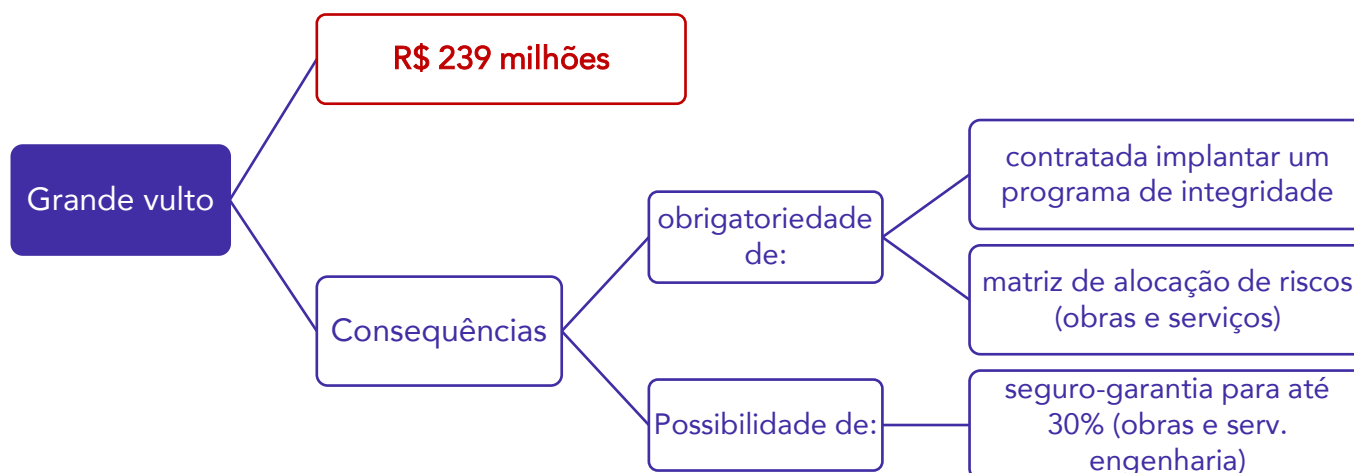 R$ 239 milhões
Grande vulto
Consequências
obrigatoriedade
de:
contratada implantar um
programa de integridade
matriz de alocação de riscos
(obras e serviços)
Possibilidade de:
seguro-garantia para até
30% (obras e serv.
engenharia)